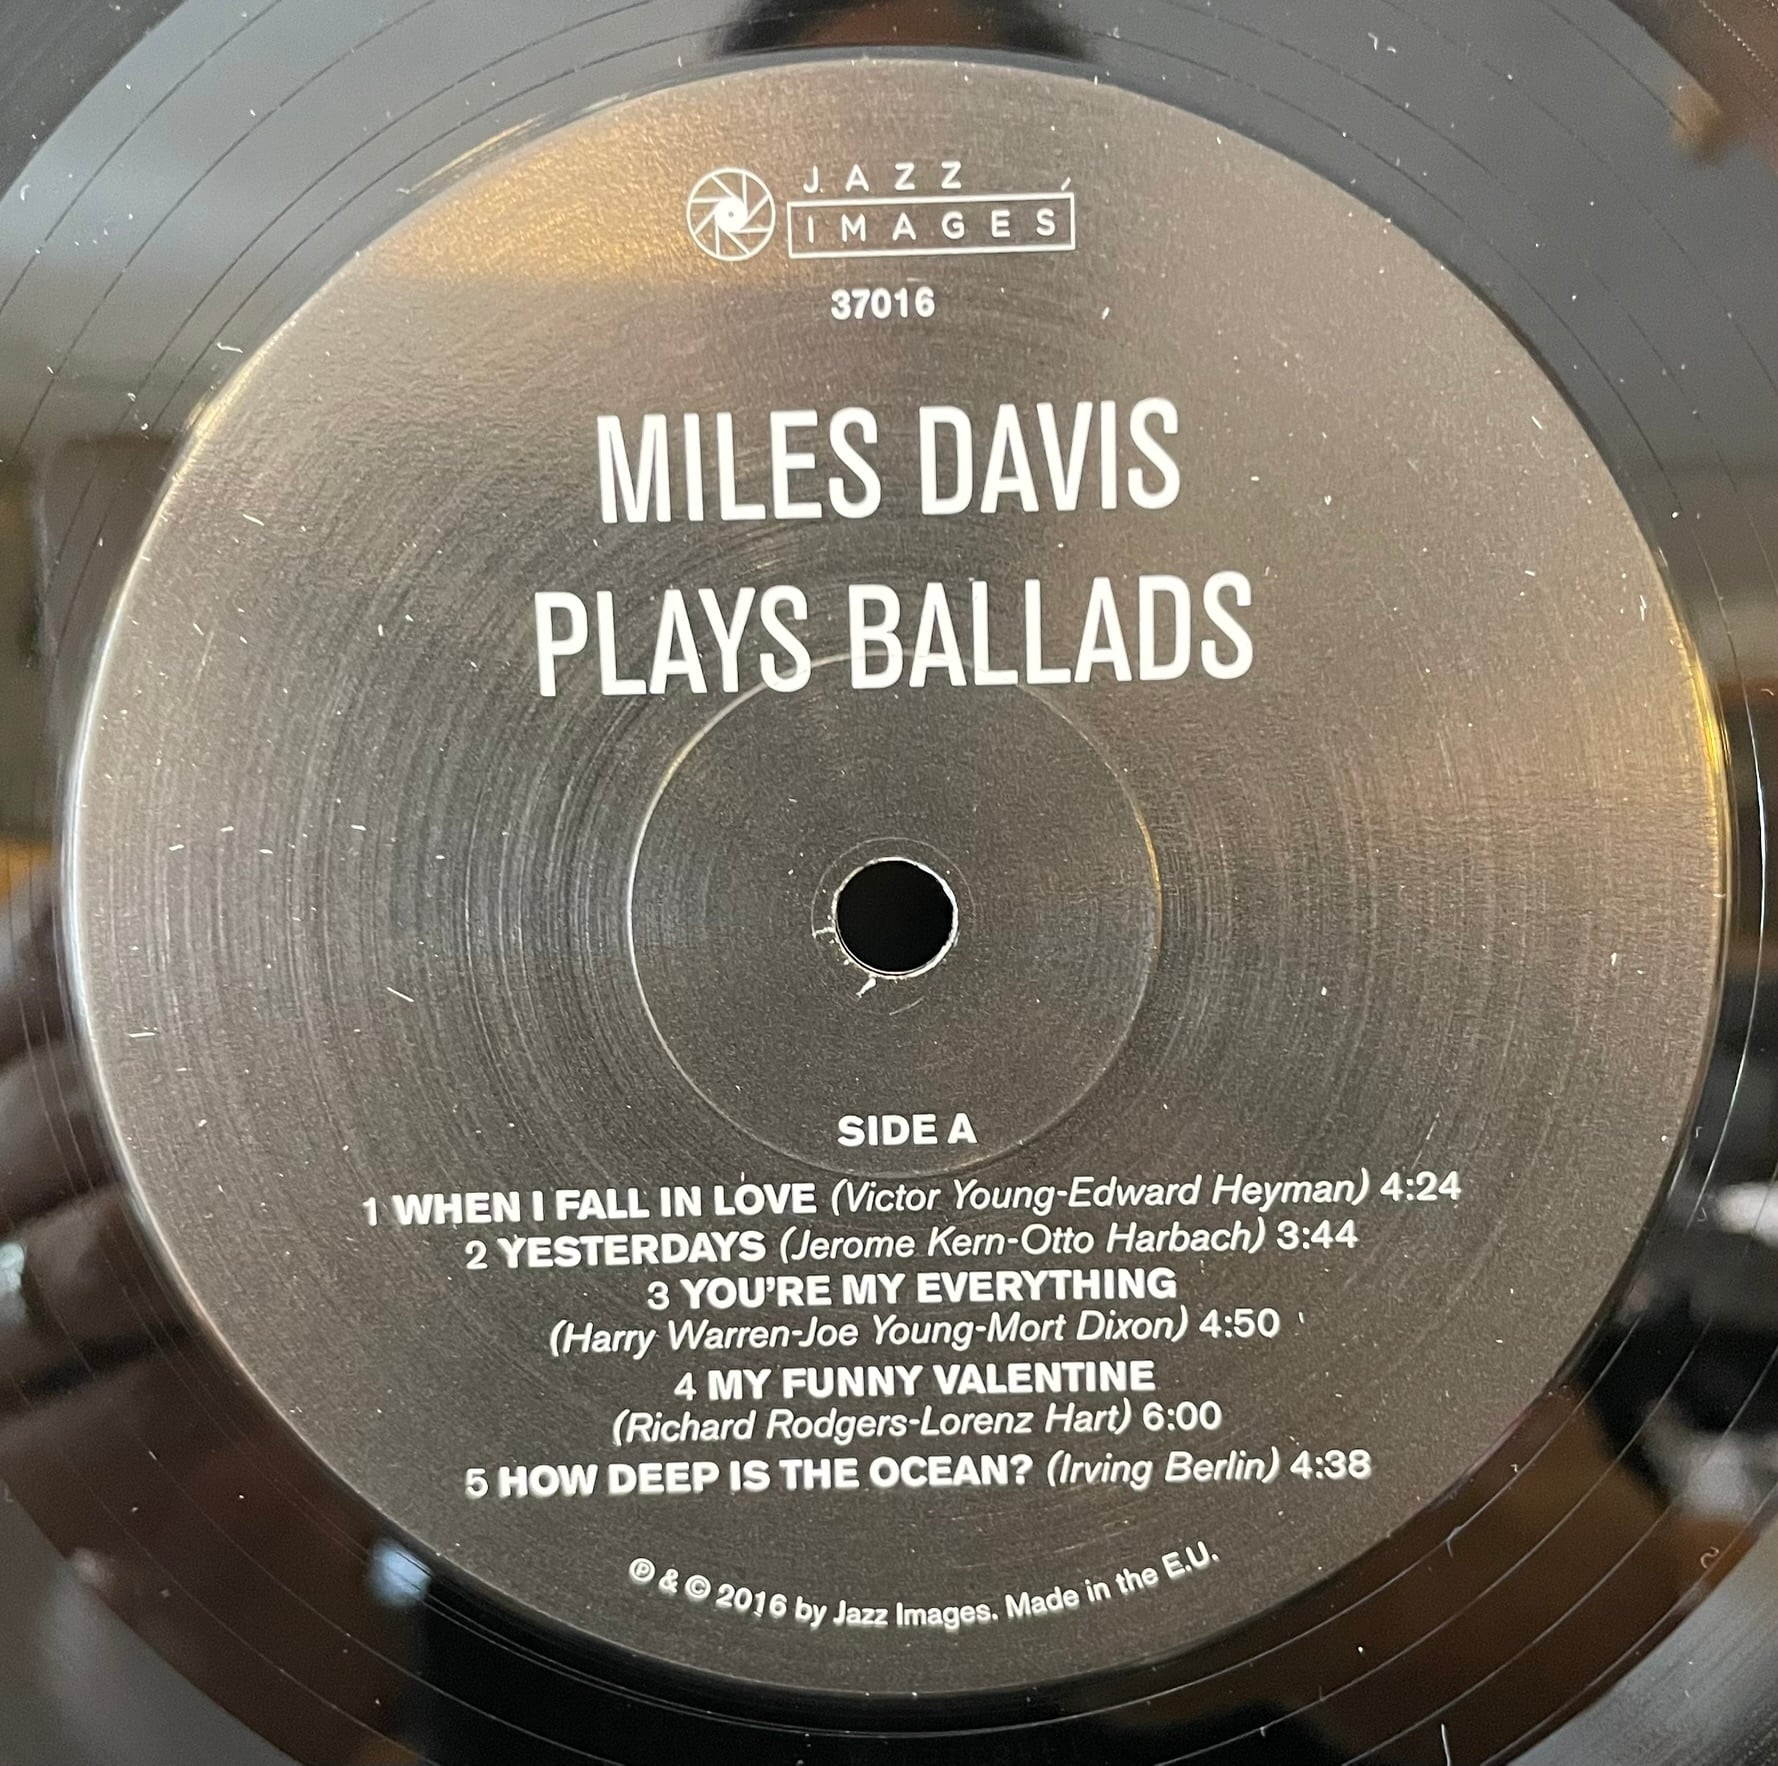 JAZZ
IMAGES
37016
MILES DAVIS
PLAYS BALLADS
SIDE A
1 WHEN I FALL IN LOVE (Victor Young-Edward Heyman) 4:24
2 YESTERDAYS (Jerome Kern-Otto Harbach) 3:44
3 YOU'RE MY EVERYTHING
(Harry Warren-Joe Young-Mort Dixon) 4:50
4 MY FUNNY VALENTINE
(Richard Rodgers-Lorenz Hart) 6:00
5 HOW DEEP IS THE OCEAN? (Irving Berlin) 4:38
℗ & © 2016 by Jazz Images. Made in the E.U.